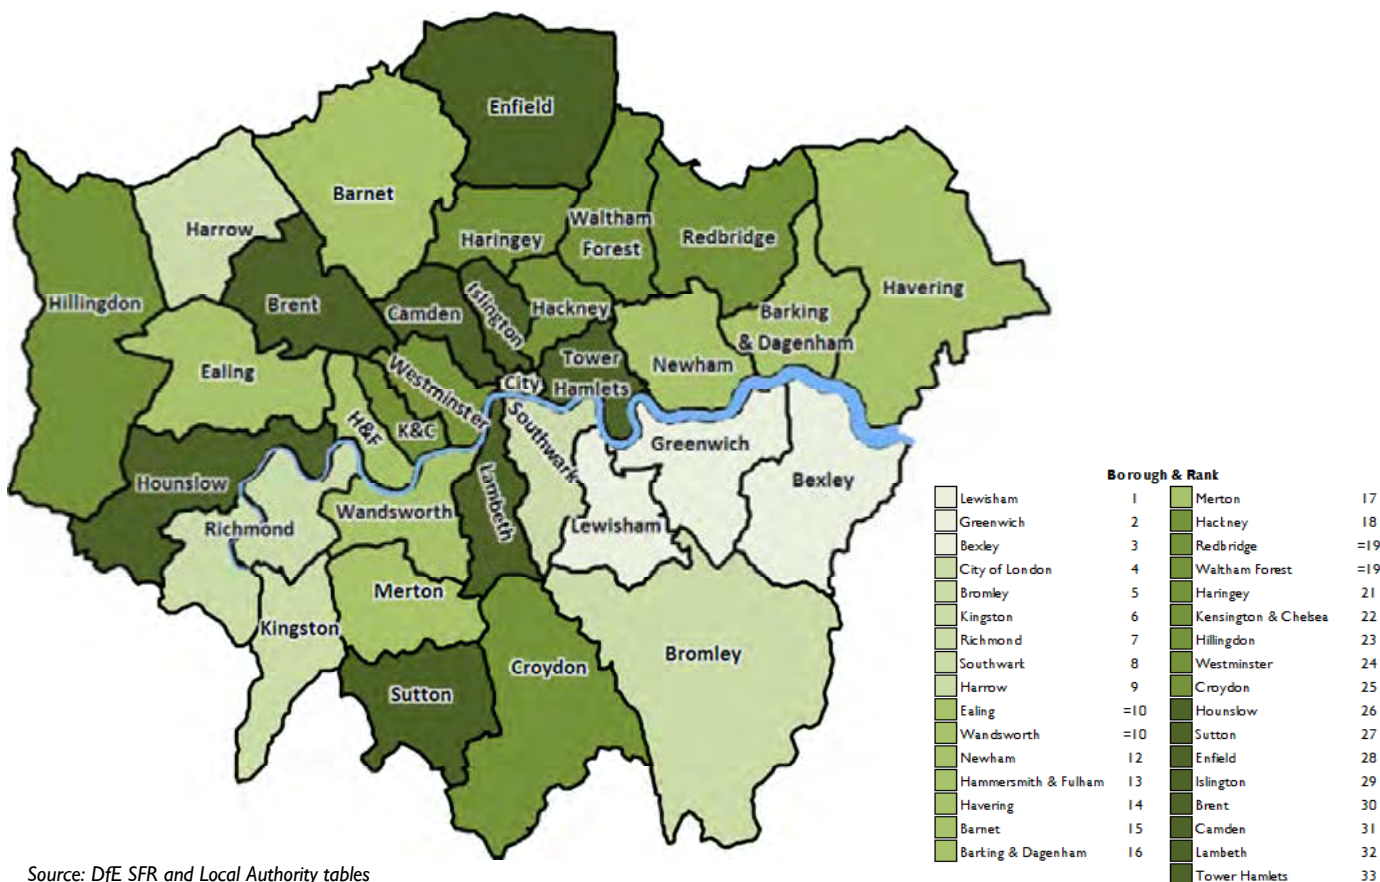 Enfield
Barnet
Harrow
Waltham
Forest
Haringey
Redbridge
Hillingdon
Brent
Camden
Islington
Hackney
Havering
Barking
& Dagenham
Ealing
Westminster
Tower
Hamlets
Newham
City
H&F
K&C
Southwark
Greenwich
Hounslow
Lambeth
Bexley
Richmond
Wandsworth
Lewisham
Merton
Kingston
Croydon
Bromley
Sutton
Borough & Rank
Lewisham 1
Greenwich 2
Bexley 3
City of London 4
Bromley 5
Kingston 6
Richmond 7
Southwark 8
Harrow 9
Ealing =10
Wandsworth =10
Newham 12
Hammersmith & Fulham 13
Havering 14
Barnet 15
Barking & Dagenham 16
Merton 17
Hackney 18
Redbridge =19
Waltham Forest =19
Haringey 21
Kensington & Chelsea 22
Hillingdon 23
Westminster 24
Croydon 25
Hounslow 26
Sutton 27
Enfield 28
Islington 29
Brent 30
Camden 31
Lambeth 32
Tower Hamlets 33
Source: DfE SFR and Local Authority tables